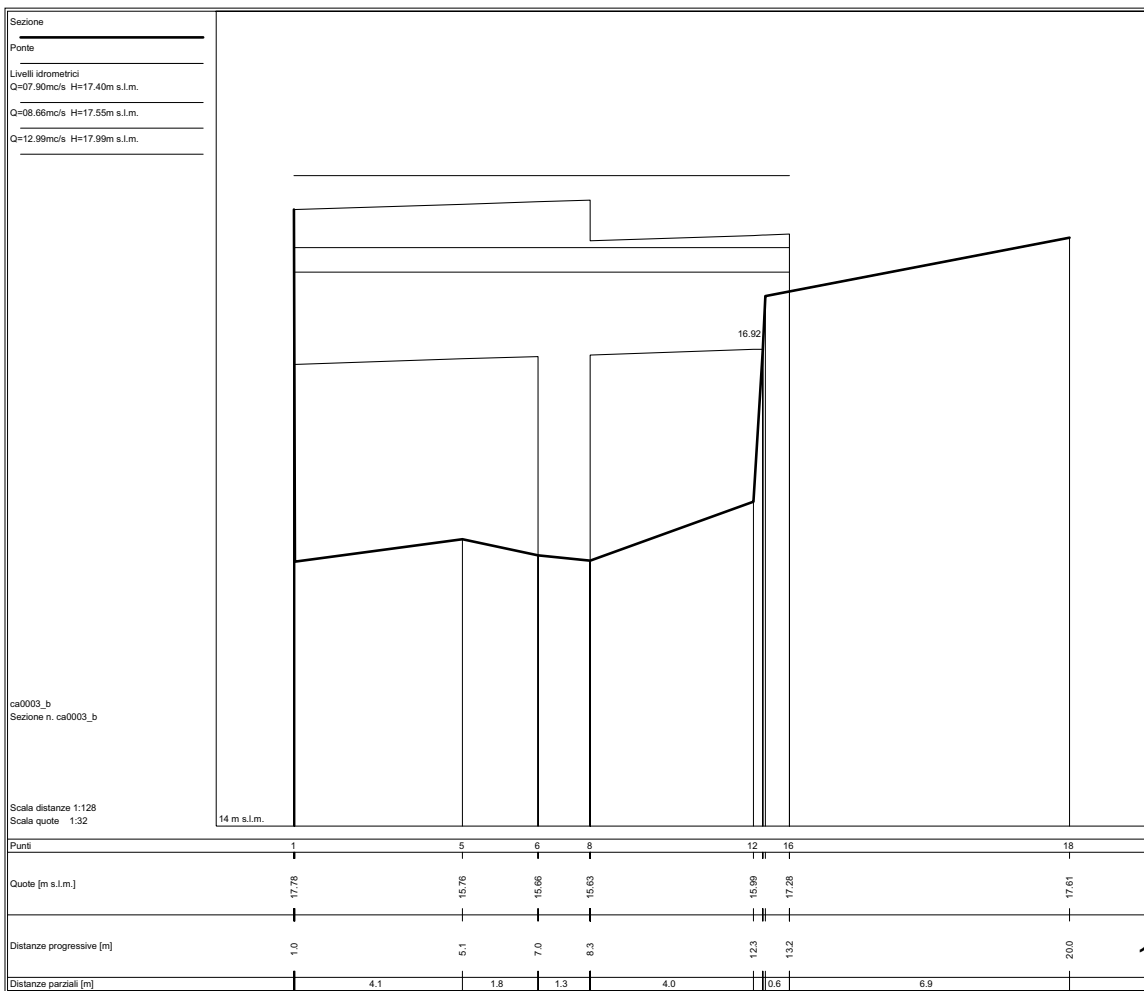 Sezione
Ponte
Livelli idrometrici
Q=07.90mc/s H=17.40m s.l.m.
Q=08.66mc/s H=17.55m s.l.m.
Q=12.99mc/s H=17.99m s.l.m.
16.92
ca0003_b
Sezione n. ca0003_b
Scala distanze 1:128
Scala quote 1:32
14 m s.l.m.
Punti 1 5 6 8 12 16 18
Quote [m s.l.m.] 17.78 15.76 15.66 15.63 15.99 17.28 17.61
Distanze progressive [m] 1.0 5.1 7.0 8.3 12.3 13.2 20.0
Distanze parziali [m] 4.1 1.8 1.3 4.0 0.6 6.9